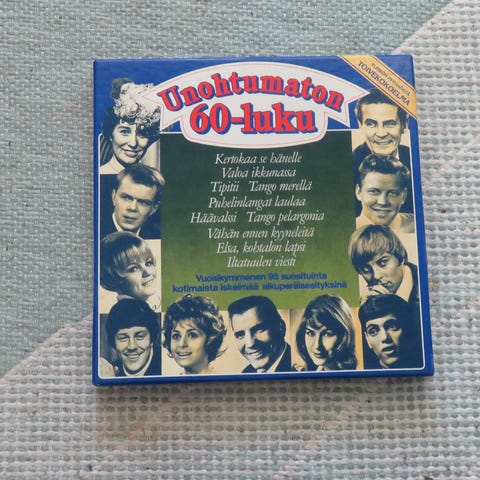 Unohtumaton
60-luku
TOIVEKOKOELMA
Kertokaa se hänelle
Valoa ikkunassa
Tipitii Tango merellä
Puhelinlangat laulaa
Häävalsi Tango pelargonia
Vähän ennen kyyneleitä
Elsa, kohtalon lapsi
Iltatuulen viesti
Vuosikymmenen 96 suosituinta
kotimaista iskelmää alkuperäisesityksinä